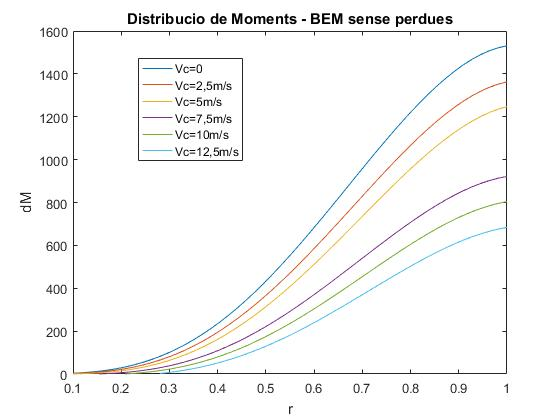 Distribucio de Moments - BEM sense perdues
1600
1400
1200
1000
800
600
400
200
0
dM
Vc=0
Vc=2,5m/s
Vc=5m/s
Vc=7,5m/s
Vc=10m/s
Vc=12,5m/s
0.1 0.2 0.3 0.4 0.5 0.6 0.7 0.8 0.9 1
r